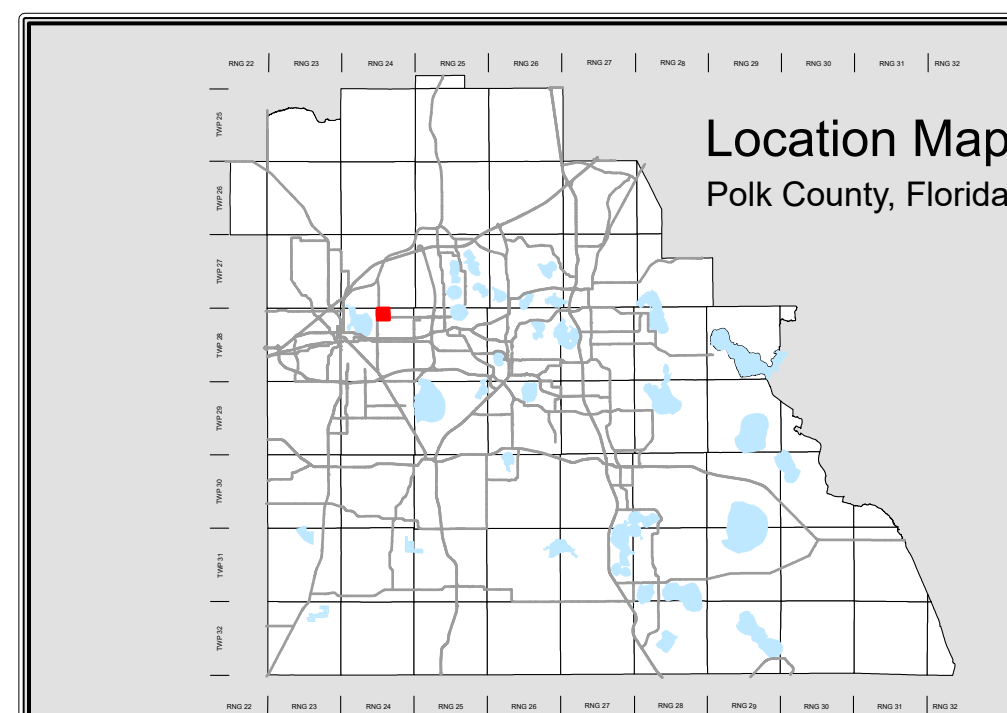 RNG 22 RNG 23 RNG 24 RNG 25 RNG 26 RNG 27 RNG 28 RNG 29 RNG 30 RNG 31 RNG 32
Location Map
Polk County, Florida
TWP 25
TWP 26
TWP 27
TWP 28
TWP 29
TWP 30
TWP 31
TWP 32
RNG 22 RNG 23 RNG 24 RNG 25 RNG 26 RNG 27 RNG 28 RNG 29 RNG 30 RNG 31 RNG 32